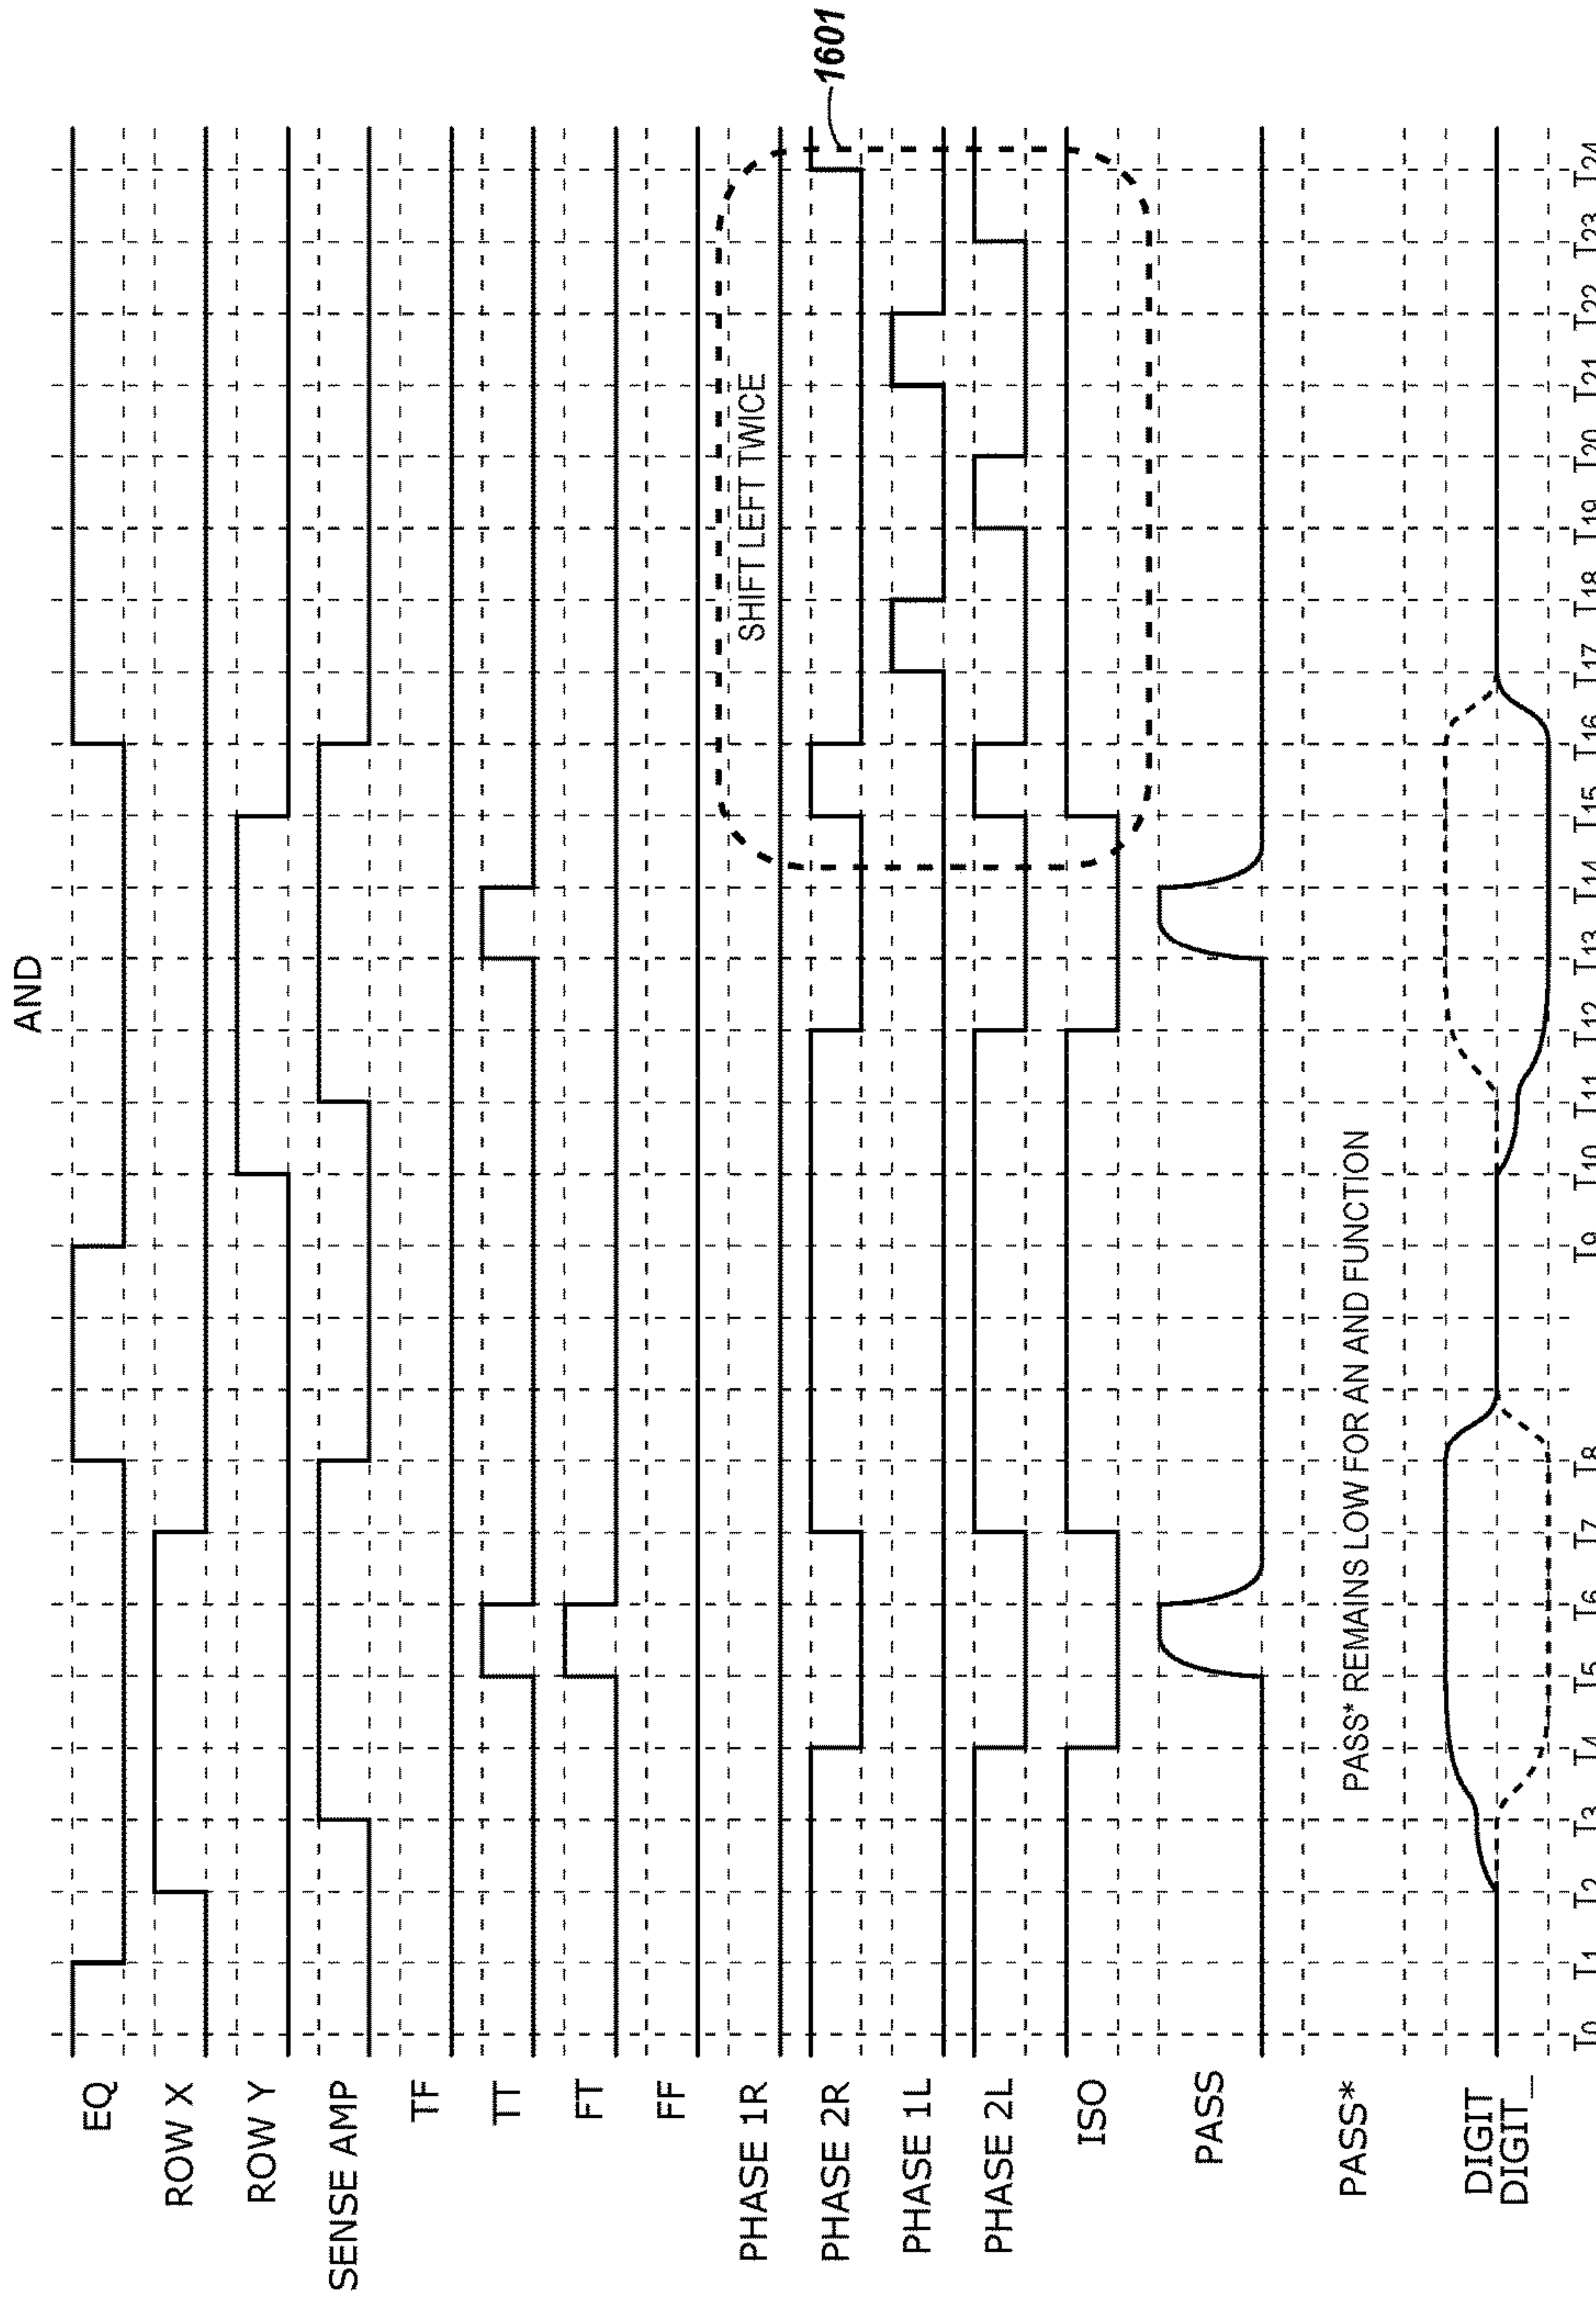 AND
EQ
ROW X
ROW Y
SENSE AMP
TF
TT
FT
FF
PHASE 1R
PHASE 2R
PHASE 1L
PHASE 2L
ISO
PASS
PASS*
DIGIT
DIGIT_
SHIFT LEFT TWICE
1601
PASS* REMAINS LOW FOR AN AND FUNCTION
T0 T1 T2 T3 T4 T5 T6 T7 T8 T9 T10 T11 T12 T13 T14 T15 T16 T17 T18 T19 T20 T21 T22 T23 T24